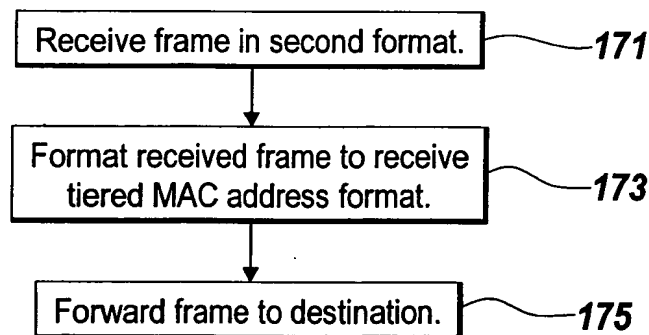 Receive frame in second format.
171
Format received frame to receive
tiered MAC address format.
173
Forward frame to destination.
175